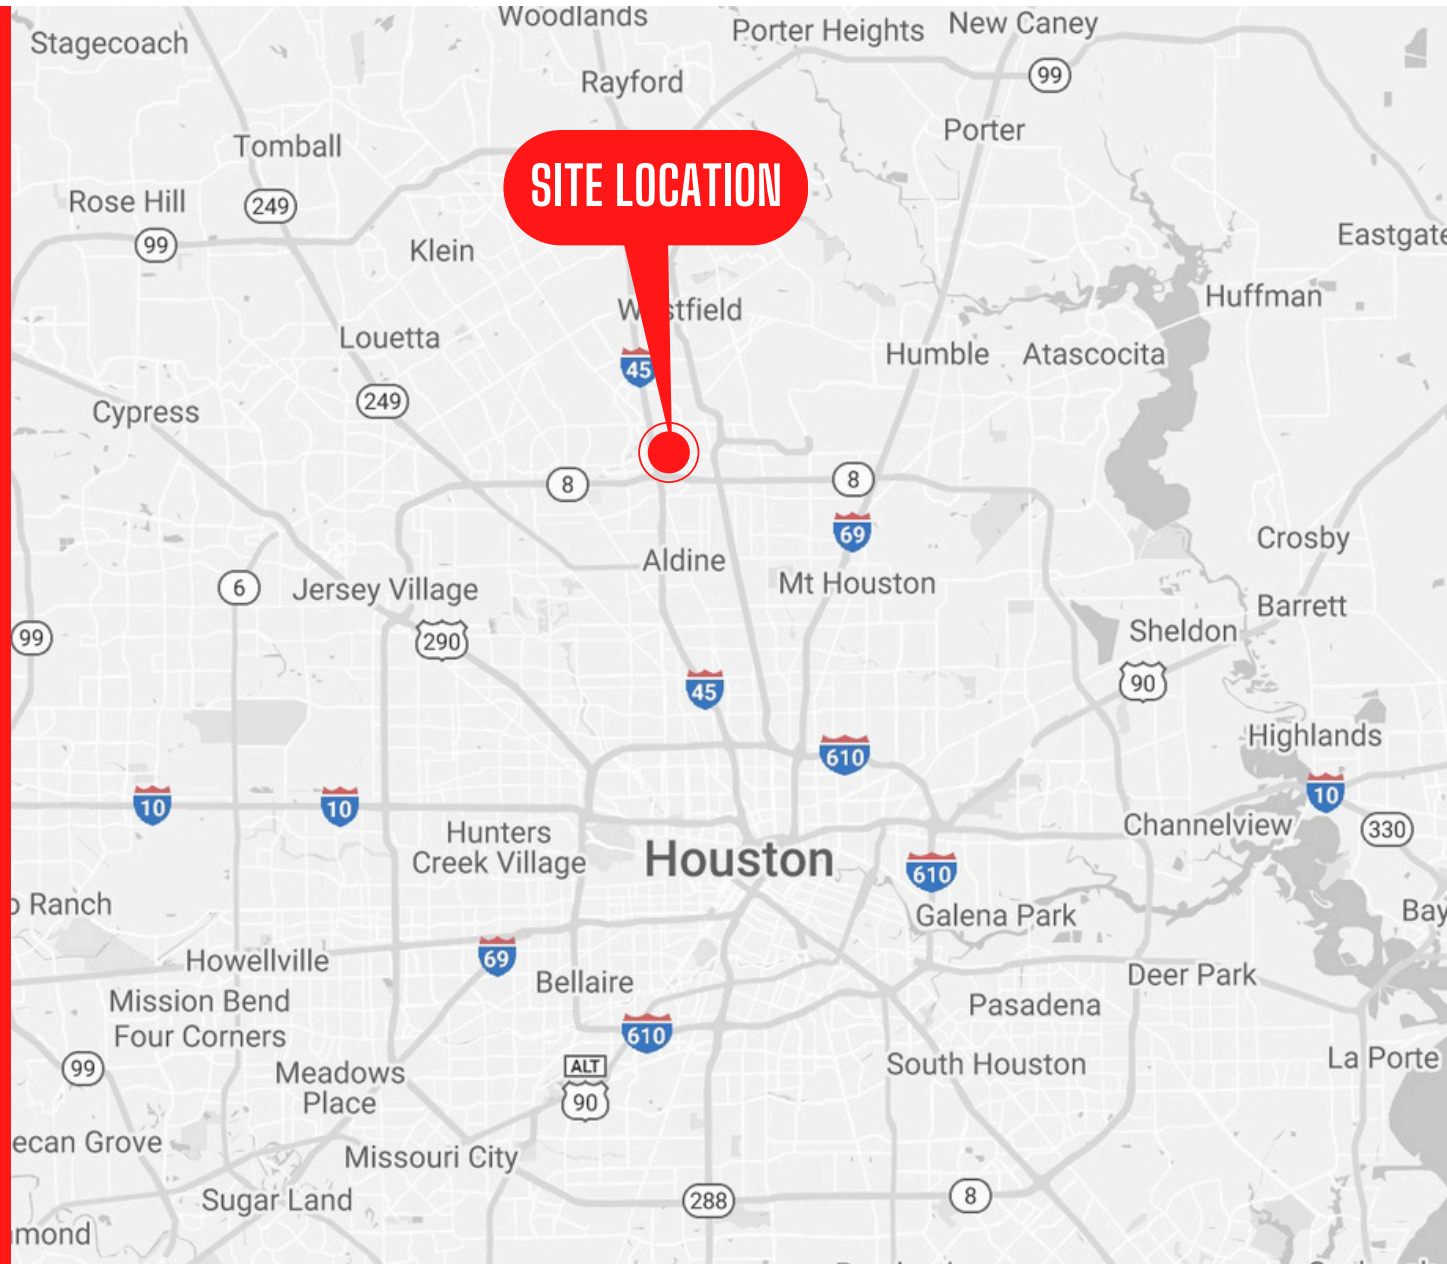 Woodlands
Porter Heights
New Caney
Stagecoach
Rayford
99
Porter
Tomball
SITE LOCATION
Rose Hill
249
99
Klein
Eastgate
Huffman
Westfield
Louetta
Humble
Atascocita
45
249
Cypress
8
8
69
Crosby
Aldine
Mt Houston
6
Jersey Village
Barrett
99
290
Sheldon
90
45
Highlands
610
10
10
10
Channelview
330
Hunters
Creek Village
Houston
610
o Ranch
Galena Park
Bay
69
Howellville
Bellaire
Deer Park
Mission Bend
Pasadena
Four Corners
610
99
ALT
90
South Houston
La Porte
Meadows
Place
ecan Grove
Missouri City
Sugar Land
288
8
mond